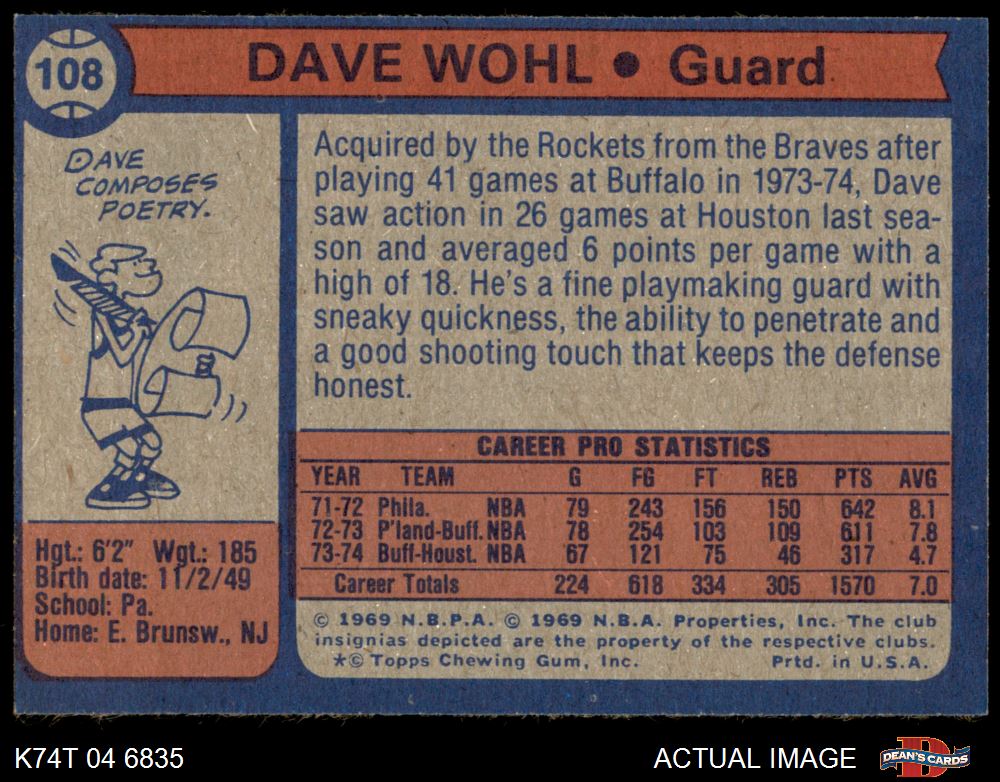 108
DAVE WOHL • Guard
DAVE
COMPOSES
POETRY.
Acquired by the Rockets from the Braves after
playing 41 games at Buffalo in 1973-74, Dave
saw action in 26 games at Houston last sea-
son and averaged 6 points per game with a
high of 18. He's a fine playmaking guard with
sneaky quickness, the ability to penetrate and
a good shooting touch that keeps the defense
honest.
Hgt.: 6'2" Wgt.: 185
Birth date: 11/2/49
School: Pa.
Home: E. Brunsw., NJ
CAREER PRO STATISTICS
YEAR TEAM G FG FT REB PTS AVG
71-72 Phila. NBA 79 243 156 150 642 8.1
72-73 P'land-Buff. NBA 78 254 103 109 611 7.8
73-74 Buff-Houst. NBA 67 121 75 46 317 4.7
Career Totals 224 618 334 305 1570 7.0
© 1969 N.B.P.A. © 1969 N.B.A. Properties, Inc. The club
insignias depicted are the property of the respective clubs.
*© Topps Chewing Gum, Inc. Prtd. in U.S.A.
K74T 04 6835
ACTUAL IMAGE
DEAN'S CARDS